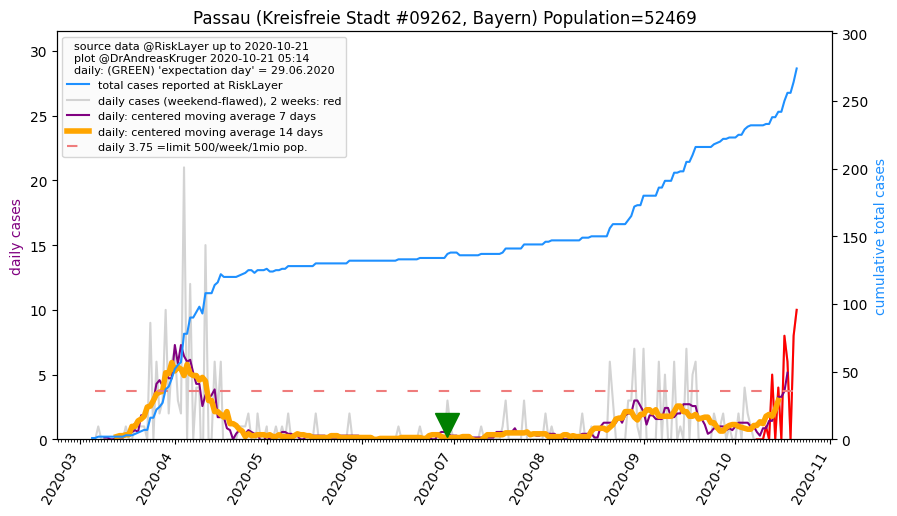 Passau (Kreisfreie Stadt #09262, Bayern) Population=52469
source data @RiskLayer up to 2020-10-21
plot @DrAndreasKruger 2020-10-21 05:14
daily: (GREEN) 'expectation day' = 29.06.2020
total cases reported at RiskLayer
daily cases (weekend-flawed), 2 weeks: red
daily: centered moving average 7 days
daily: centered moving average 14 days
daily 3.75 =limit 500/week/1mio pop.
daily cases
30
25
20
15
10
5
0
cumulative total cases
300
250
200
150
100
50
0
2020-03
2020-04
2020-05
2020-06
2020-07
2020-08
2020-09
2020-10
2020-11